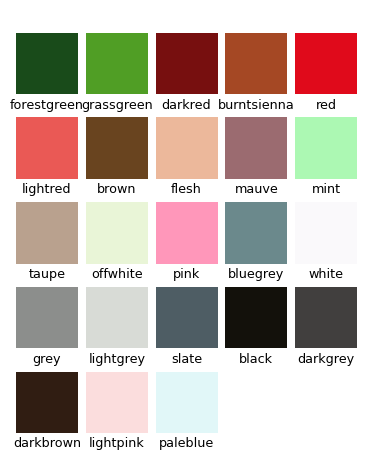 forestgreen grassgreen darkred burntsienna red
lightred brown flesh mauve mint
taupe offwhite pink bluegrey white
grey lightgrey slate black darkgrey
darkbrown lightpink paleblue